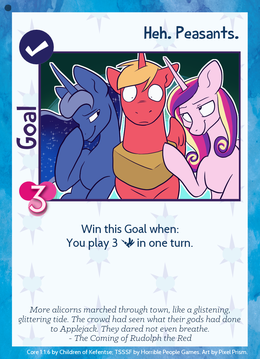 Heh. Peasants.
Goal
3
Win this Goal when:
You play 3 in one turn.
More alicorns marched through town, like a glistening,
glittering tide. The crowd had seen what their gods had done
to Applejack. They dared not even breathe.
- The Coming of Rudolph the Red
Core 1.1.6 by Children of Kefentse; TSSSF by Horrible People Games. Art by Pixel Prism.